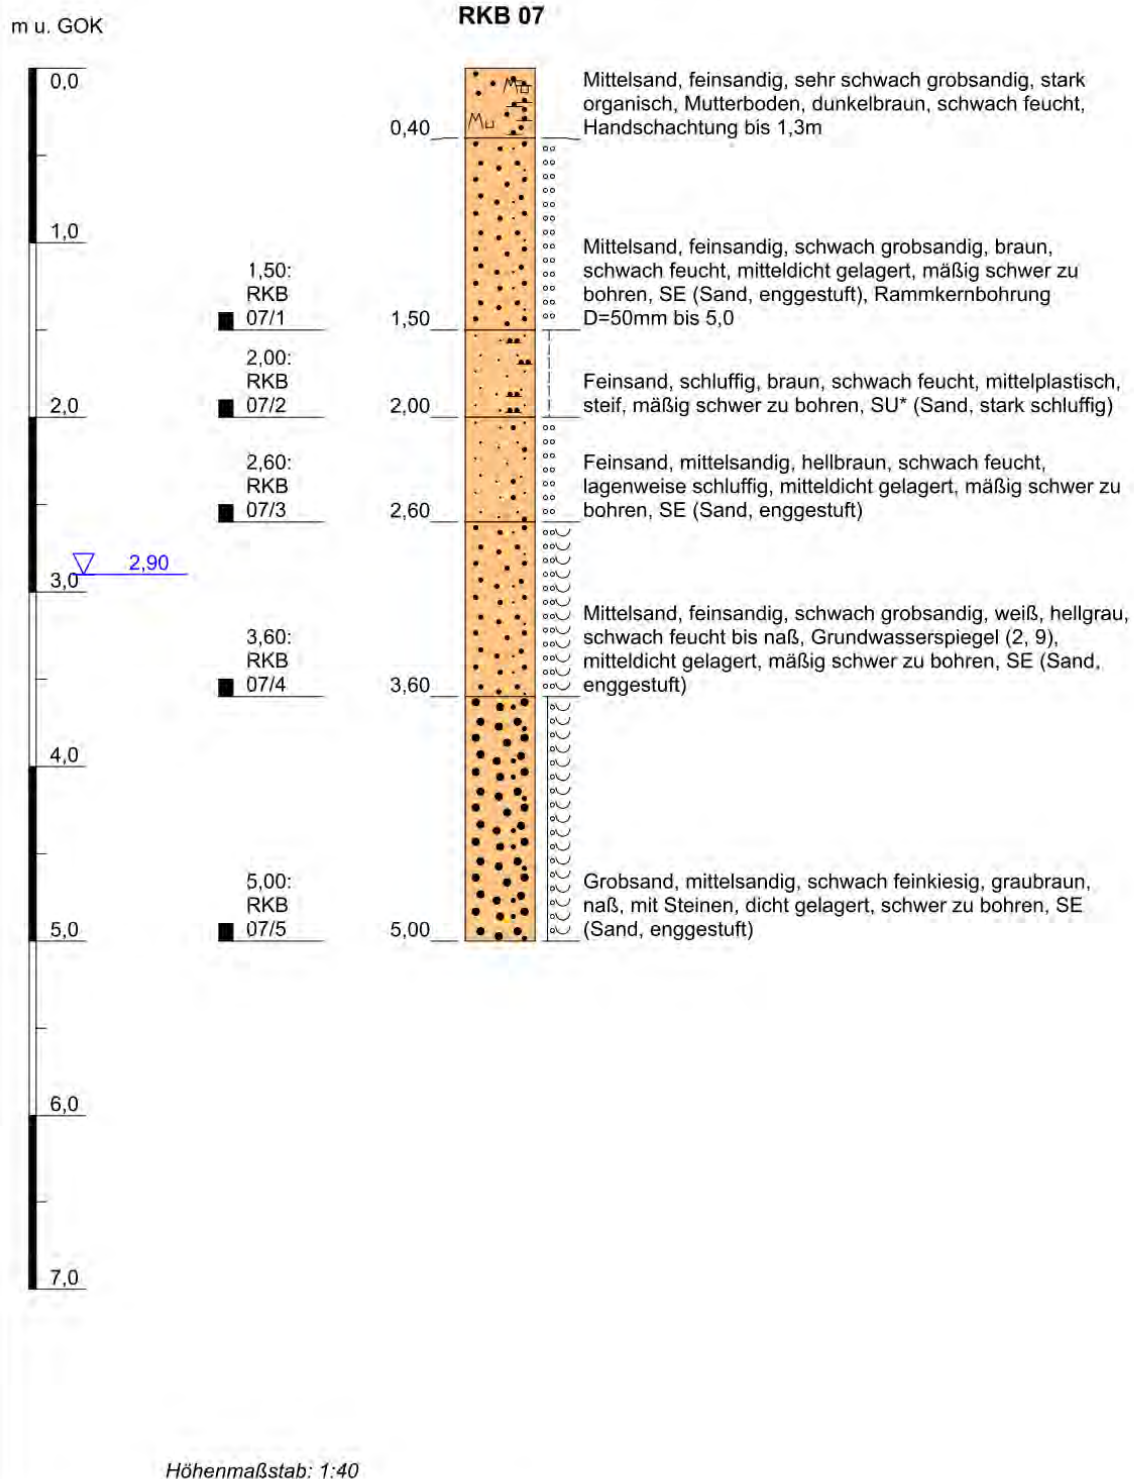 m u. GOK
RKB 07
0,0
Mittelsand, feinsandig, sehr schwach grobsandig, stark
organisch, Mutterboden, dunkelbraun, schwach feucht,
Handschachtung bis 1,3m
Mu
Mu
0,40
1,0
Mittelsand, feinsandig, schwach grobsandig, braun,
schwach feucht, mitteldicht gelagert, mäßig schwer zu
bohren, SE (Sand, enggestuft), Rammkernbohrung
D=50mm bis 5,0
1,50:
RKB
07/1
1,50
2,00:
RKB
07/2
2,0
2,00
Feinsand, schluffig, braun, schwach feucht, mittelplastisch,
steif, mäßig schwer zu bohren, SU* (Sand, stark schluffig)
2,60:
RKB
07/3
2,60
Feinsand, mittelsandig, hellbraun, schwach feucht,
lagenweise schluffig, mitteldicht gelagert, mäßig schwer zu
bohren, SE (Sand, enggestuft)
2,90
3,0
3,60:
RKB
07/4
3,60
Mittelsand, feinsandig, schwach grobsandig, weiß, hellgrau,
schwach feucht bis naß, Grundwasserspiegel (2, 9),
mitteldicht gelagert, mäßig schwer zu bohren, SE (Sand,
enggestuft)
4,0
5,00:
RKB
07/5
5,0
5,00
Grobsand, mittelsandig, schwach feinkiesig, graubraun,
naß, mit Steinen, dicht gelagert, schwer zu bohren, SE
(Sand, enggestuft)
6,0
7,0
Höhenmaßstab: 1:40